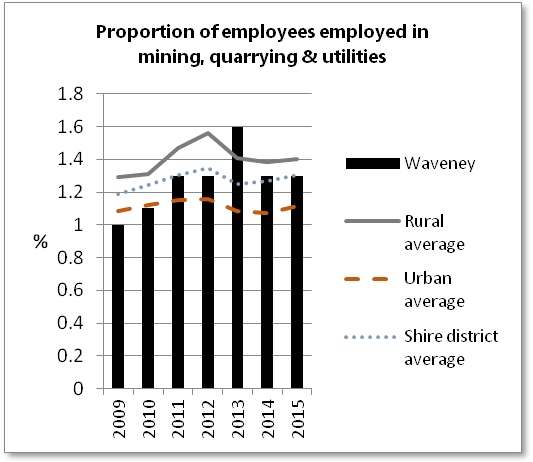 Proportion of employees employed in
mining, quarrying & utilities
1.8
1.6
1.4
1.2
1
0.8
0.6
0.4
0.2
0
%
2009
2010
2011
2012
2013
2014
2015
Waveney
Rural
average
Urban
average
Shire district
average